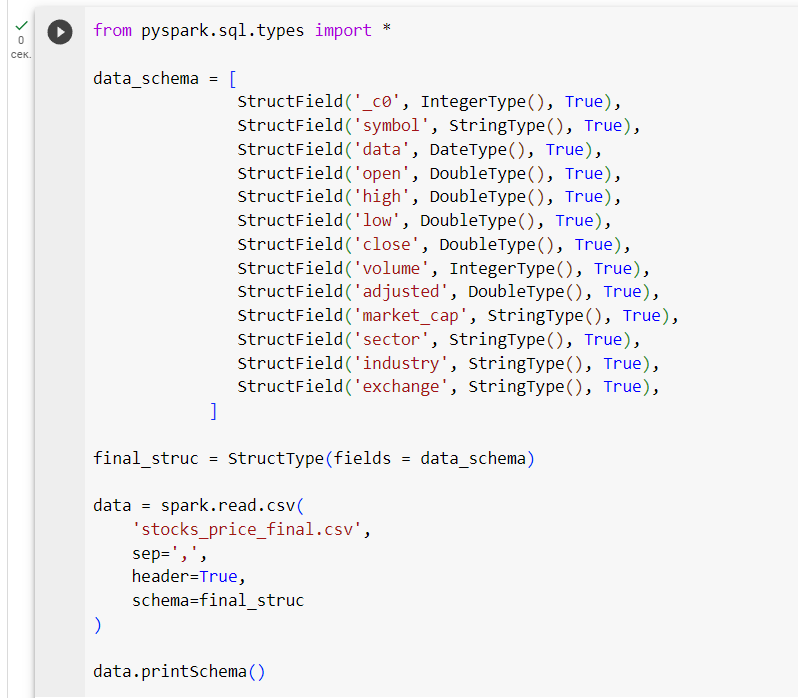 from pyspark.sql.types import *
0
сек.
data_schema = [
StructField('_c0', IntegerType(), True),
StructField('symbol', StringType(), True),
StructField('data', DateType(), True),
StructField('open', DoubleType(), True),
StructField('high', DoubleType(), True),
StructField('low', DoubleType(), True),
StructField('close', DoubleType(), True),
StructField('volume', IntegerType(), True),
StructField('adjusted', DoubleType(), True),
StructField('market_cap', StringType(), True),
StructField('sector', StringType(), True),
StructField('industry', StringType(), True),
StructField('exchange', StringType(), True),
]
final_struc = StructType(fields = data_schema)
data = spark.read.csv(
'stocks_price_final.csv',
sep=',',
header=True,
schema=final_struc
)
data.printSchema()